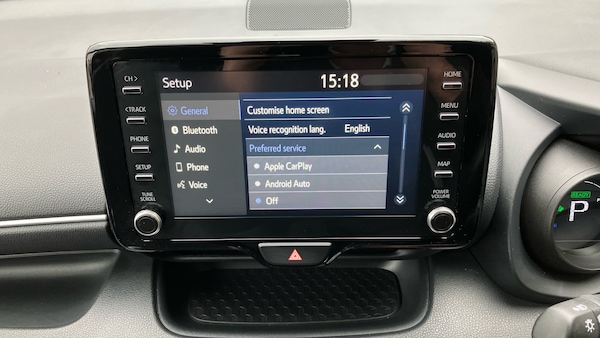 Setup 15:18
CH >
<TRACK
PHONE
SETUP
TUNE
SCROLL
General
Bluetooth
Audio
Phone
Voice
Customise home screen
Voice recognition lang. English
Preferred service
Apple CarPlay
Android Auto
Off
HOME
MENU
AUDIO
MAP
POWER
VOLUME
READY
P